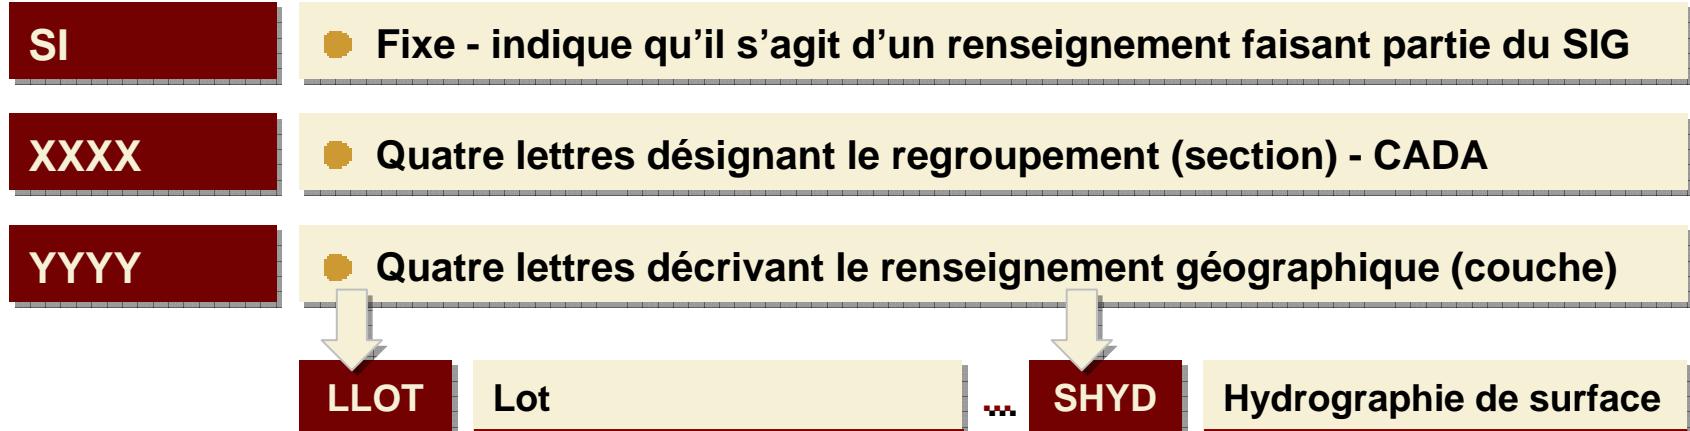 SI Fixe - indique qu’il s’agit d’un renseignement faisant partie du SIG
XXXX Quatre lettres désignant le regroupement (section) - CADA
YYYY Quatre lettres décrivant le renseignement géographique (couche)
LLOT Lot ... SHYD Hydrographie de surface